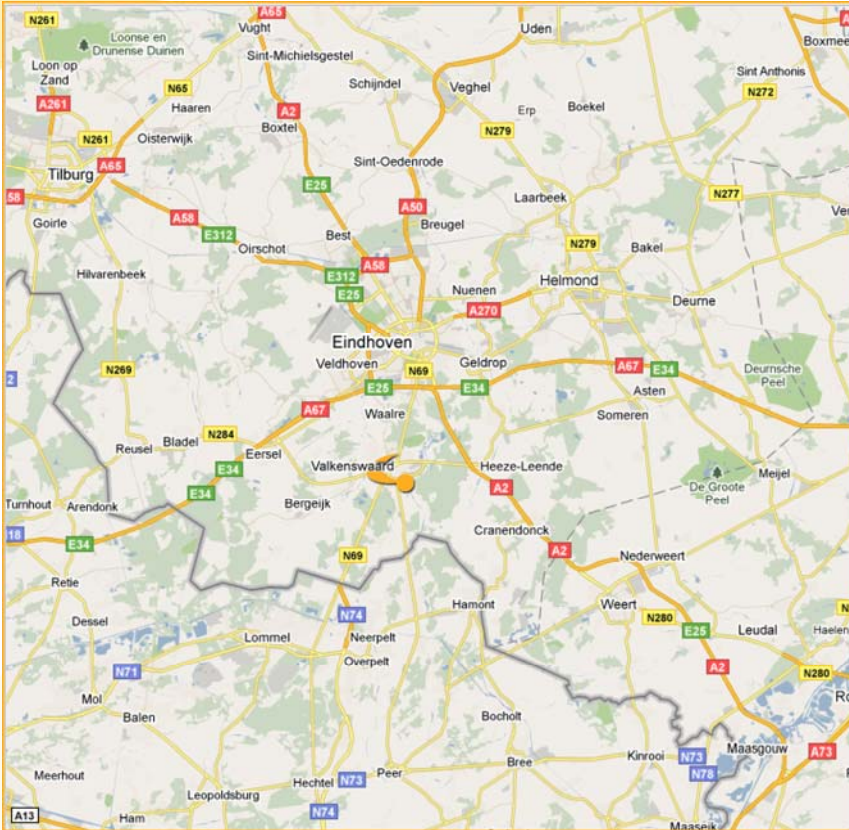 N261
A65
Loonse en
Drunense Duinen
Vught
Uden
Boxmee
Sint-Michielsgestel
Loon op
Zand
N65
Schijndel
Veghel
Sint Anthonis
N272
A261
Haaren
A2
Erp
Boekel
Boxtel
N279
N261
Oisterwijk
Sint-Oedenrode
A65
Tilburg
E25
N277
58
A50
Laarbeek
Goirle
A58
E312
Best
Breugel
Oirschot
N279
Bakel
Hilvarenbeek
A58
E312
E25
Nuenen
Helmond
A270
Deurne
Eindhoven
Veldhoven
Geldrop
N269
N69
A67
E34
Deurnsche
Peel
E25
E34
2
A67
Waalre
Asten
Someren
N284
Reusel
Bladel
Eersel
E34
Valkenswaard
Heeze-Leende
Meijel
De Groote
Peel
E34
A2
Turnhout
Arendonk
Bergeijk
18
Cranendonck
E34
N69
A2
Nederweert
Retie
Weert
Hamont
N74
N280
Dessel
Lommel
Neerpelt
E25
Leudal
Haelen
Overpelt
N71
A2
N280
Mol
Balen
Bocholt
Maasgouw
A73
Kinrooi
N73
Meerhout
Hechtel
N73
Peer
Bree
N78
Leopoldsburg
A13
Ham
N74
Maaseik